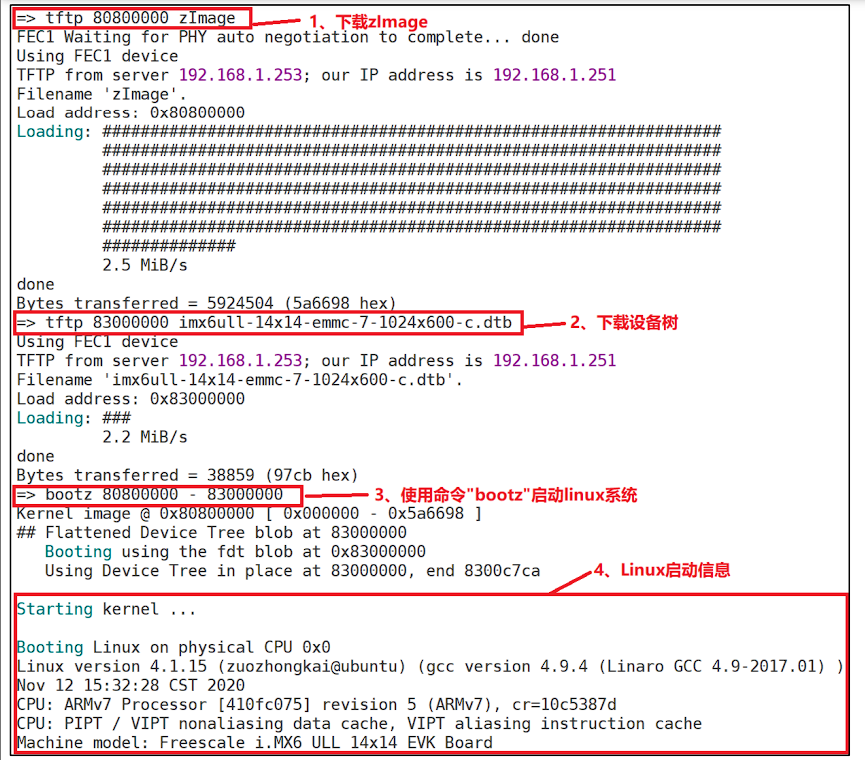 => tftp 80800000 zImage
1、下载zImage
FEC1 Waiting for PHY auto negotiation to complete... done
Using FEC1 device
TFTP from server 192.168.1.253; our IP address is 192.168.1.251
Filename 'zImage'.
Load address: 0x80800000
Loading: #################################################################
#################################################################
#################################################################
#################################################################
#################################################################
#################################################################
##############
2.5 MiB/s
done
Bytes transferred = 5924504 (5a6698 hex)
=> tftp 83000000 imx6ull-14x14-emmc-7-1024x600-c.dtb
2、下载设备树
Using FEC1 device
TFTP from server 192.168.1.253; our IP address is 192.168.1.251
Filename 'imx6ull-14x14-emmc-7-1024x600-c.dtb'.
Load address: 0x83000000
Loading: ###
2.2 MiB/s
done
Bytes transferred = 38859 (97cb hex)
=> bootz 80800000 - 83000000
3、使用命令"bootz"启动linux系统
Kernel image @ 0x80800000 [ 0x000000 - 0x5a6698 ]
## Flattened Device Tree blob at 83000000
Booting using the fdt blob at 0x83000000
Using Device Tree in place at 83000000, end 8300c7ca
4、Linux启动信息
Starting kernel ...
Booting Linux on physical CPU 0x0
Linux version 4.1.15 (zuozhongkai@ubuntu) (gcc version 4.9.4 (Linaro GCC 4.9-2017.01) )
Nov 12 15:32:28 CST 2020
CPU: ARMv7 Processor [410fc075] revision 5 (ARMv7), cr=10c5387d
CPU: PIPT / VIPT nonaliasing data cache, VIPT aliasing instruction cache
Machine model: Freescale i.MX6 ULL 14x14 EVK Board